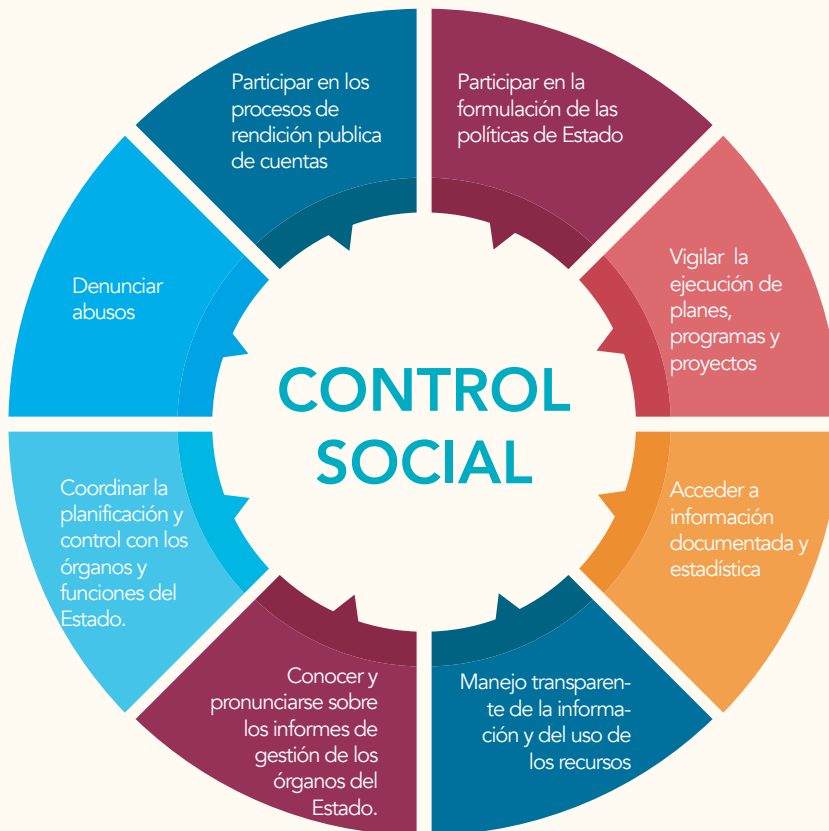 Participar en los
procesos de
rendición publica
de cuentas
Participar en la
formulación de las
políticas de Estado
Vigilar la
ejecución de
planes,
programas y
proyectos
Denunciar
abusos
CONTROL
SOCIAL
Acceder a
información
documentada y
estadística
Coordinar la
planificación y
control con los
órganos y
funciones del
Estado.
Conocer y
pronunciarse sobre
los informes de
gestión de los
órganos del
Estado.
Manejo transparen-
te de la informa-
ción y del uso de
los recursos